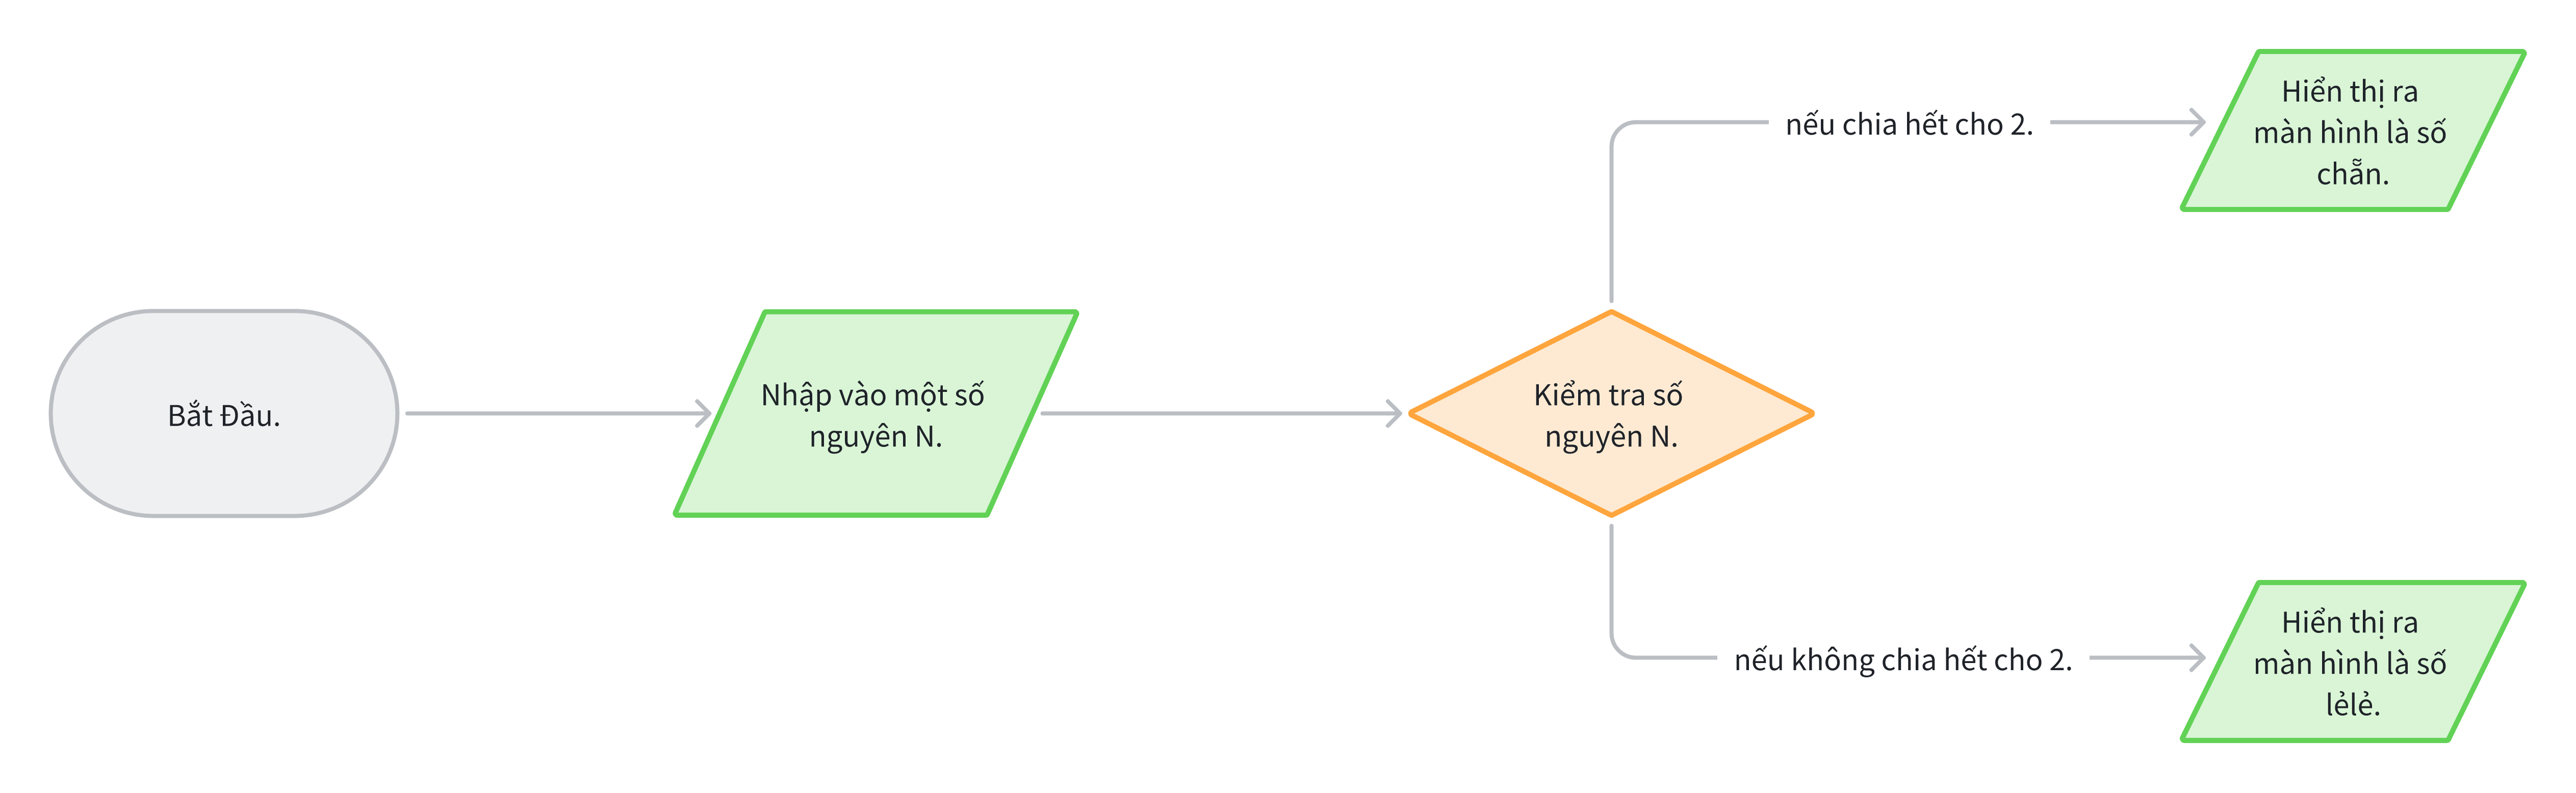 Bắt Đầu.
Nhập vào một số
nguyên N.
Kiểm tra số
nguyên N.
nếu chia hết cho 2.
Hiển thị ra
màn hình là số
chẵn.
nếu không chia hết cho 2.
Hiển thị ra
màn hình là số
lẻlẻ.